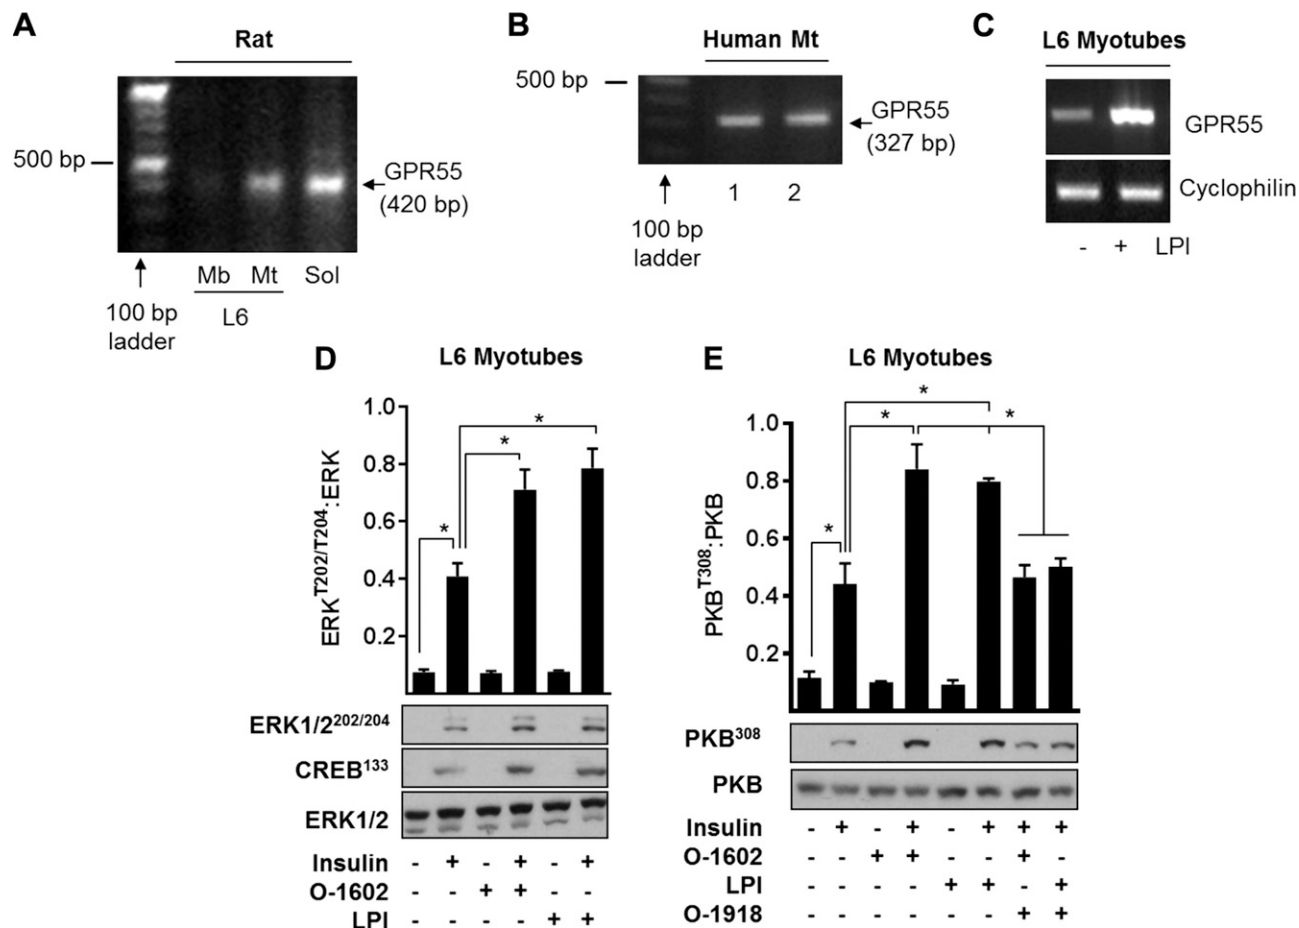 A
Rat
500 bp
GPR55
(420 bp)
Mb Mt Sol
L6
100 bp
ladder
B
Human Mt
500 bp
GPR55
(327 bp)
1 2
100 bp
ladder
C
L6 Myotubes
GPR55
Cyclophilin
- + LPI
D
L6 Myotubes
ERK^T202/T204:ERK
1.0
0.8
0.6
0.4
0.2
* * *
ERK1/2^202/204
CREB^133
ERK1/2
Insulin - + - + - +
O-1602 - - + + - -
LPI - - - - + +
E
L6 Myotubes
PKB^T308:PKB
1.0
0.8
0.6
0.4
0.2
* * * *
PKB^308
PKB
Insulin - + - + - + + +
O-1602 - - + + - - + -
LPI - - - - + + - +
O-1918 - - - - - - + +